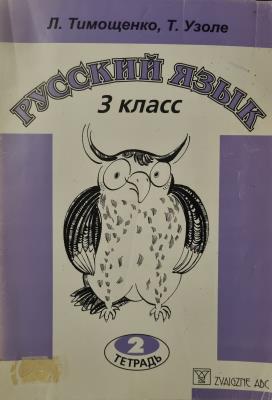 Л. Тимощенко, Т. Узоле
РУССКИЙ ЯЗЫК
3 класс
2
ТЕТРАДЬ
ZVAIGZNE ABC